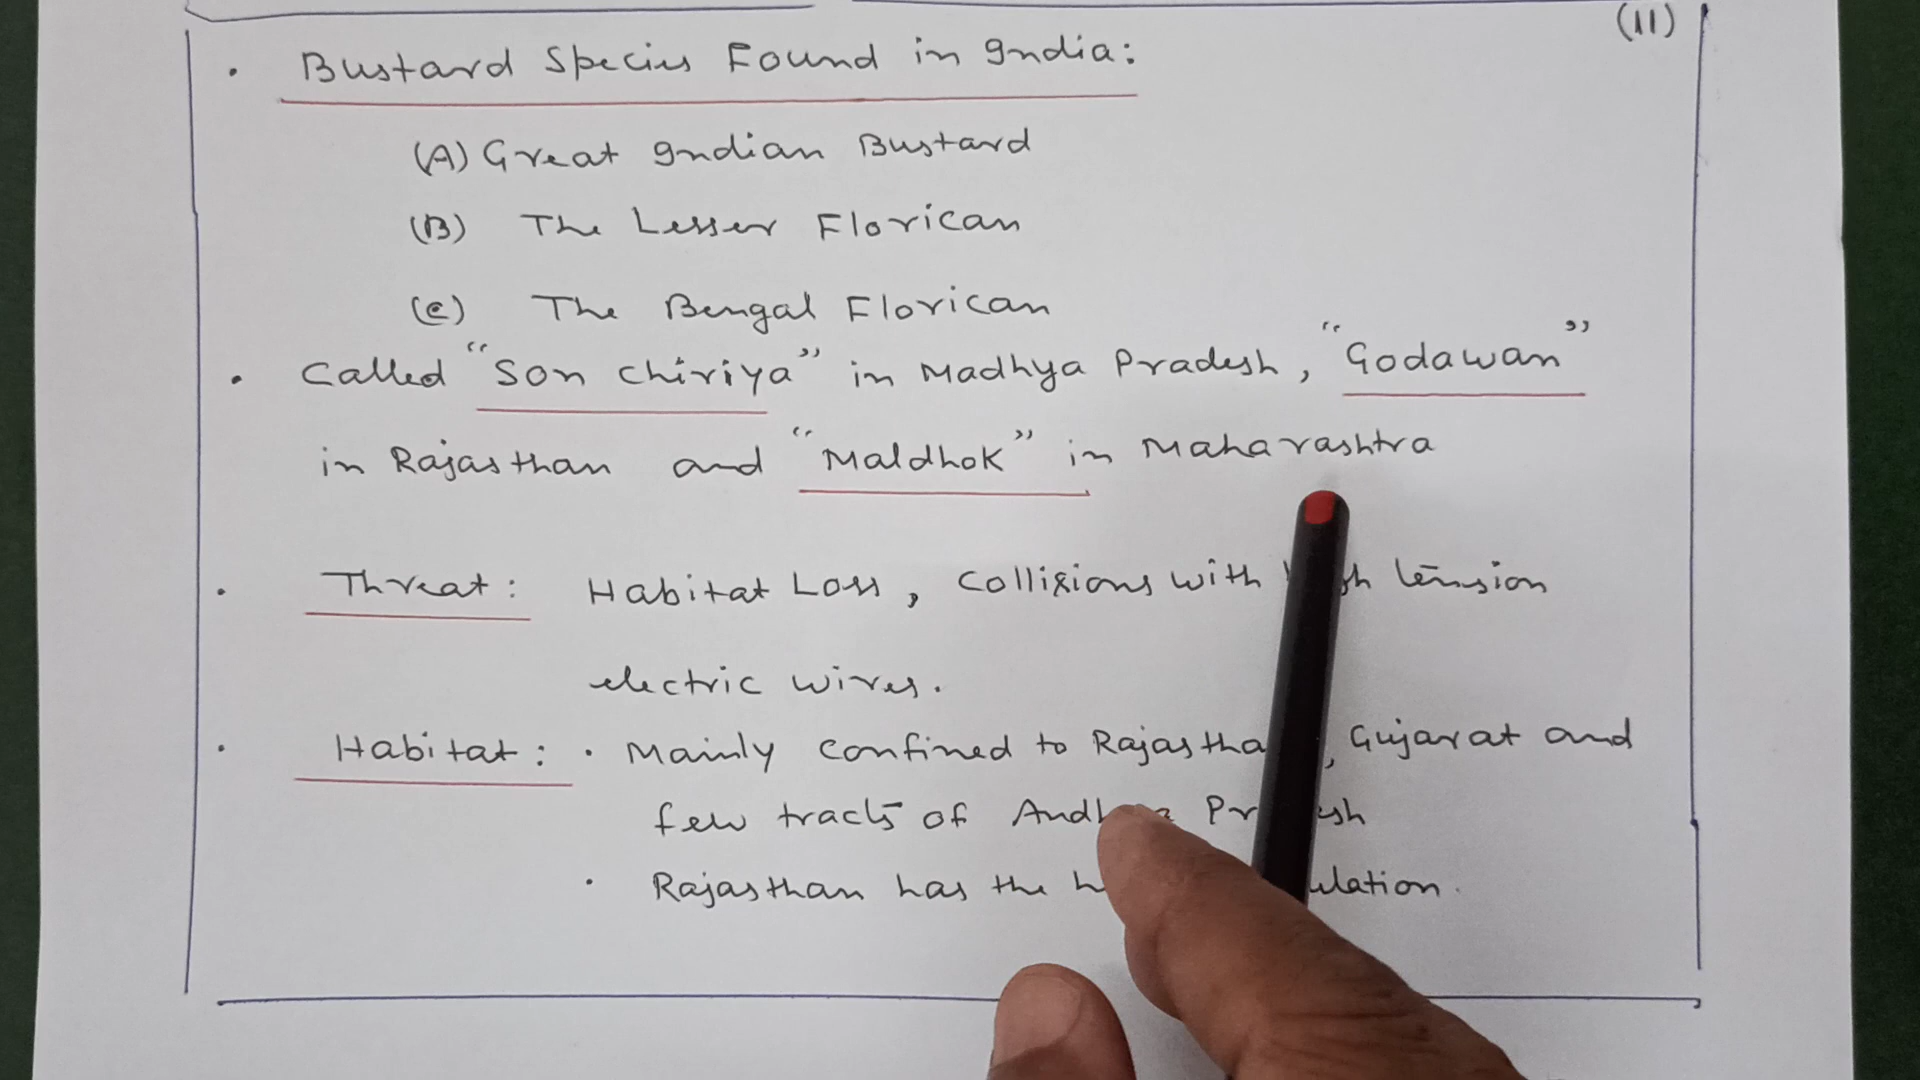 (11)
• Bustard Species Found in India:
(A) Great Indian Bustard
(B) The Lesser Florican
(C) The Bengal Florican
• Called "Son chiriya" in Madhya Pradesh, "Godawan"
in Rajasthan and "Maldhok" in Maharashtra
• Threat: Habitat Loss, Collisions with tension
electric wires.
• Habitat: • Mainly confined to Gujarat and
few tracts of
• Rajasthan has the